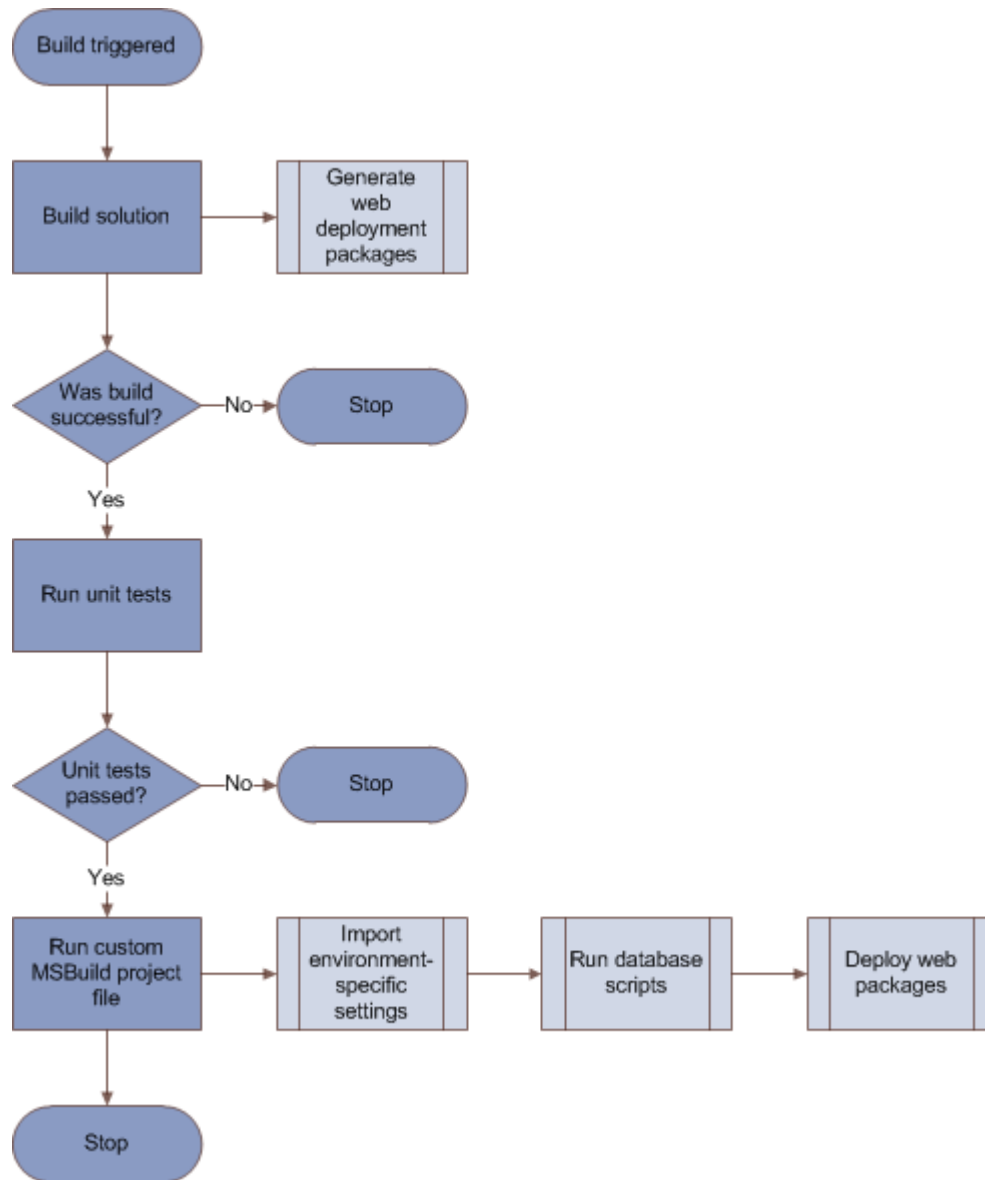 Build triggered
Build solution
Generate
web
deployment
packages
Was build
successful?
No
Stop
Yes
Run unit tests
Unit tests
passed?
No
Stop
Yes
Run custom
MSBuild project
file
Import
environment-
specific
settings
Run database
scripts
Deploy web
packages
Stop